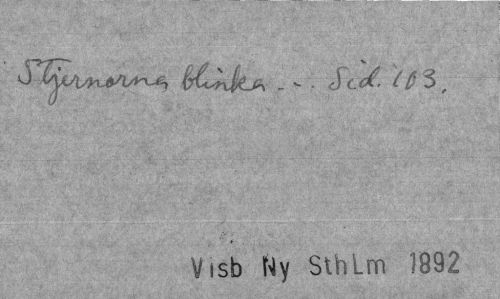 Stjernorna blinka - - . Sid. 103.
Visb Ny SthLm 1892